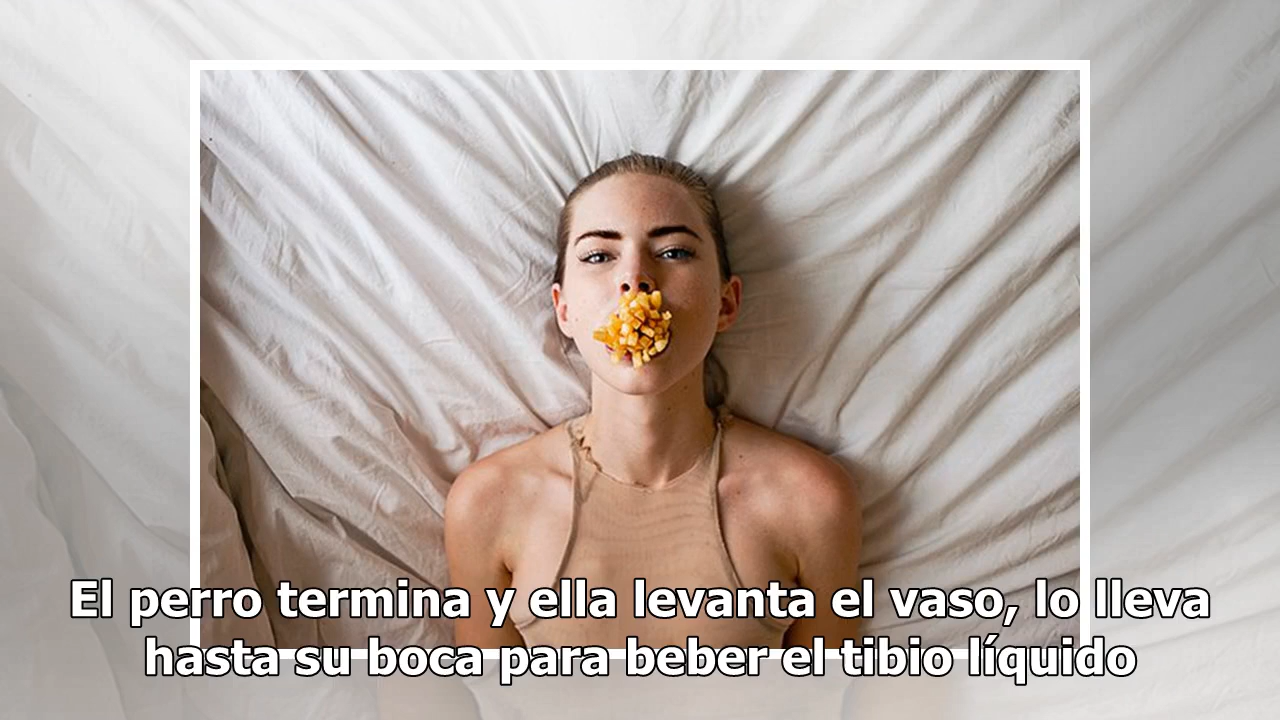 El perro termina y ella levanta el vaso, lo lleva
hasta su boca para beber el tibio líquido